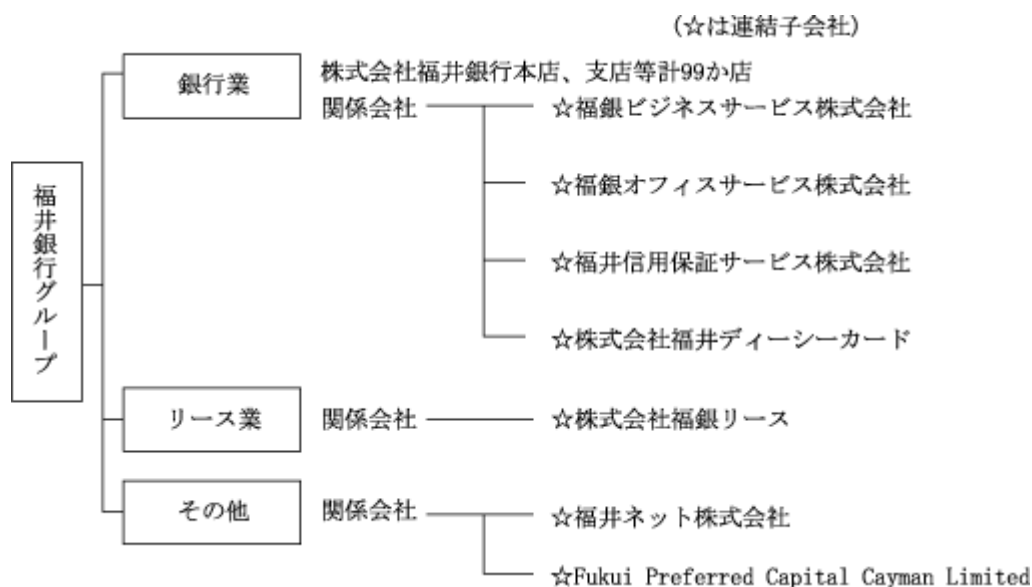 (☆は連結子会社)
福井銀行グループ
銀行業
株式会社福井銀行本店、支店等計99か店
関係会社
☆福銀ビジネスサービス株式会社
☆福銀オフィスサービス株式会社
☆福井信用保証サービス株式会社
☆株式会社福井ディーシーカード
リース業
関係会社
☆株式会社福銀リース
その他
関係会社
☆福井ネット株式会社
☆Fukui Preferred Capital Cayman Limited